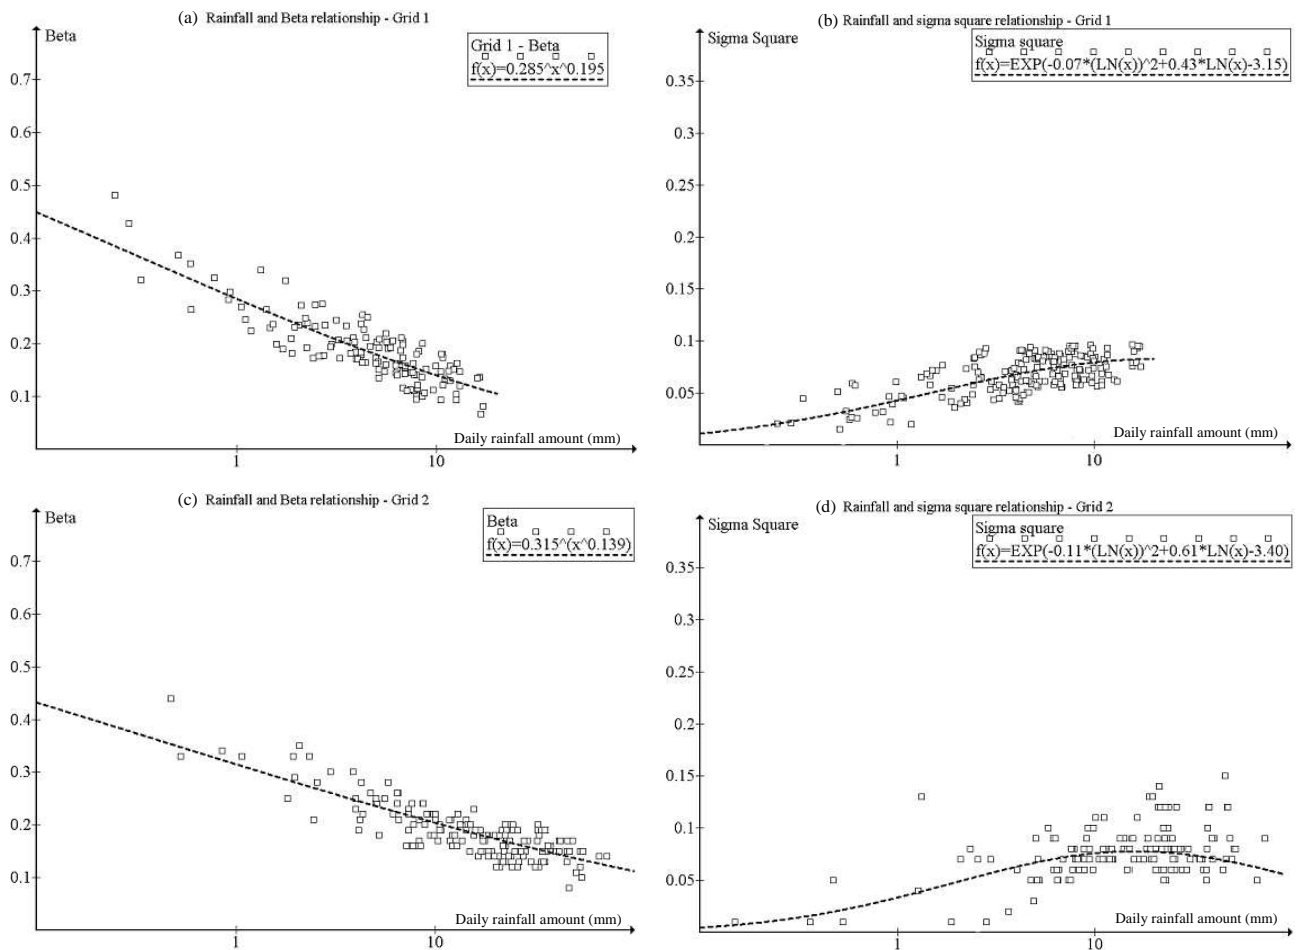 (a) Rainfall and Beta relationship - Grid 1
Beta
Grid 1 - Beta
f(x)=0.285^x^0.195
0.7
0.6
0.5
0.4
0.3
0.2
0.1
Daily rainfall amount (mm)
1
10
(b) Rainfall and sigma square relationship - Grid 1
Sigma Square
Sigma square
f(x)=EXP(-0.07*(LN(x))^2+0.43*LN(x)-3.15)
0.35
0.3
0.25
0.2
0.15
0.1
0.05
Daily rainfall amount (mm)
1
10
(c) Rainfall and Beta relationship - Grid 2
Beta
Beta
f(x)=0.315^(x^0.139)
0.7
0.6
0.5
0.4
0.3
0.2
0.1
Daily rainfall amount (mm)
1
10
(d) Rainfall and sigma square relationship - Grid 2
Sigma Square
Sigma square
f(x)=EXP(-0.11*(LN(x))^2+0.61*LN(x)-3.40)
0.35
0.3
0.25
0.2
0.15
0.1
0.05
Daily rainfall amount (mm)
1
10